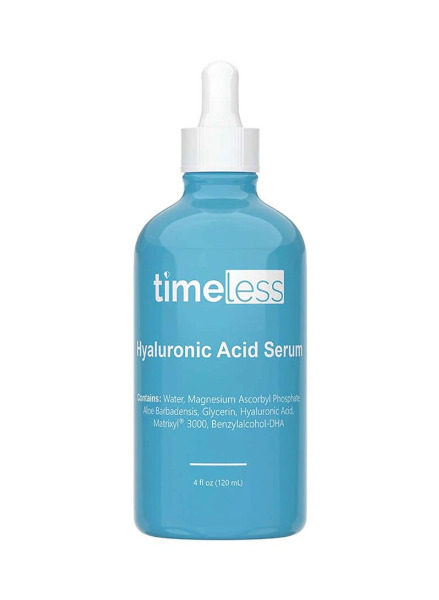 timeless
Hyaluronic Acid Serum
Contains: Water, Magnesium Ascorbyl Phosphate,
Aloe Barbadensis, Glycerin, Hyaluronic Acid,
Matrixyl® 3000, Benzylalcohol-DHA
4 fl oz (120 mL)